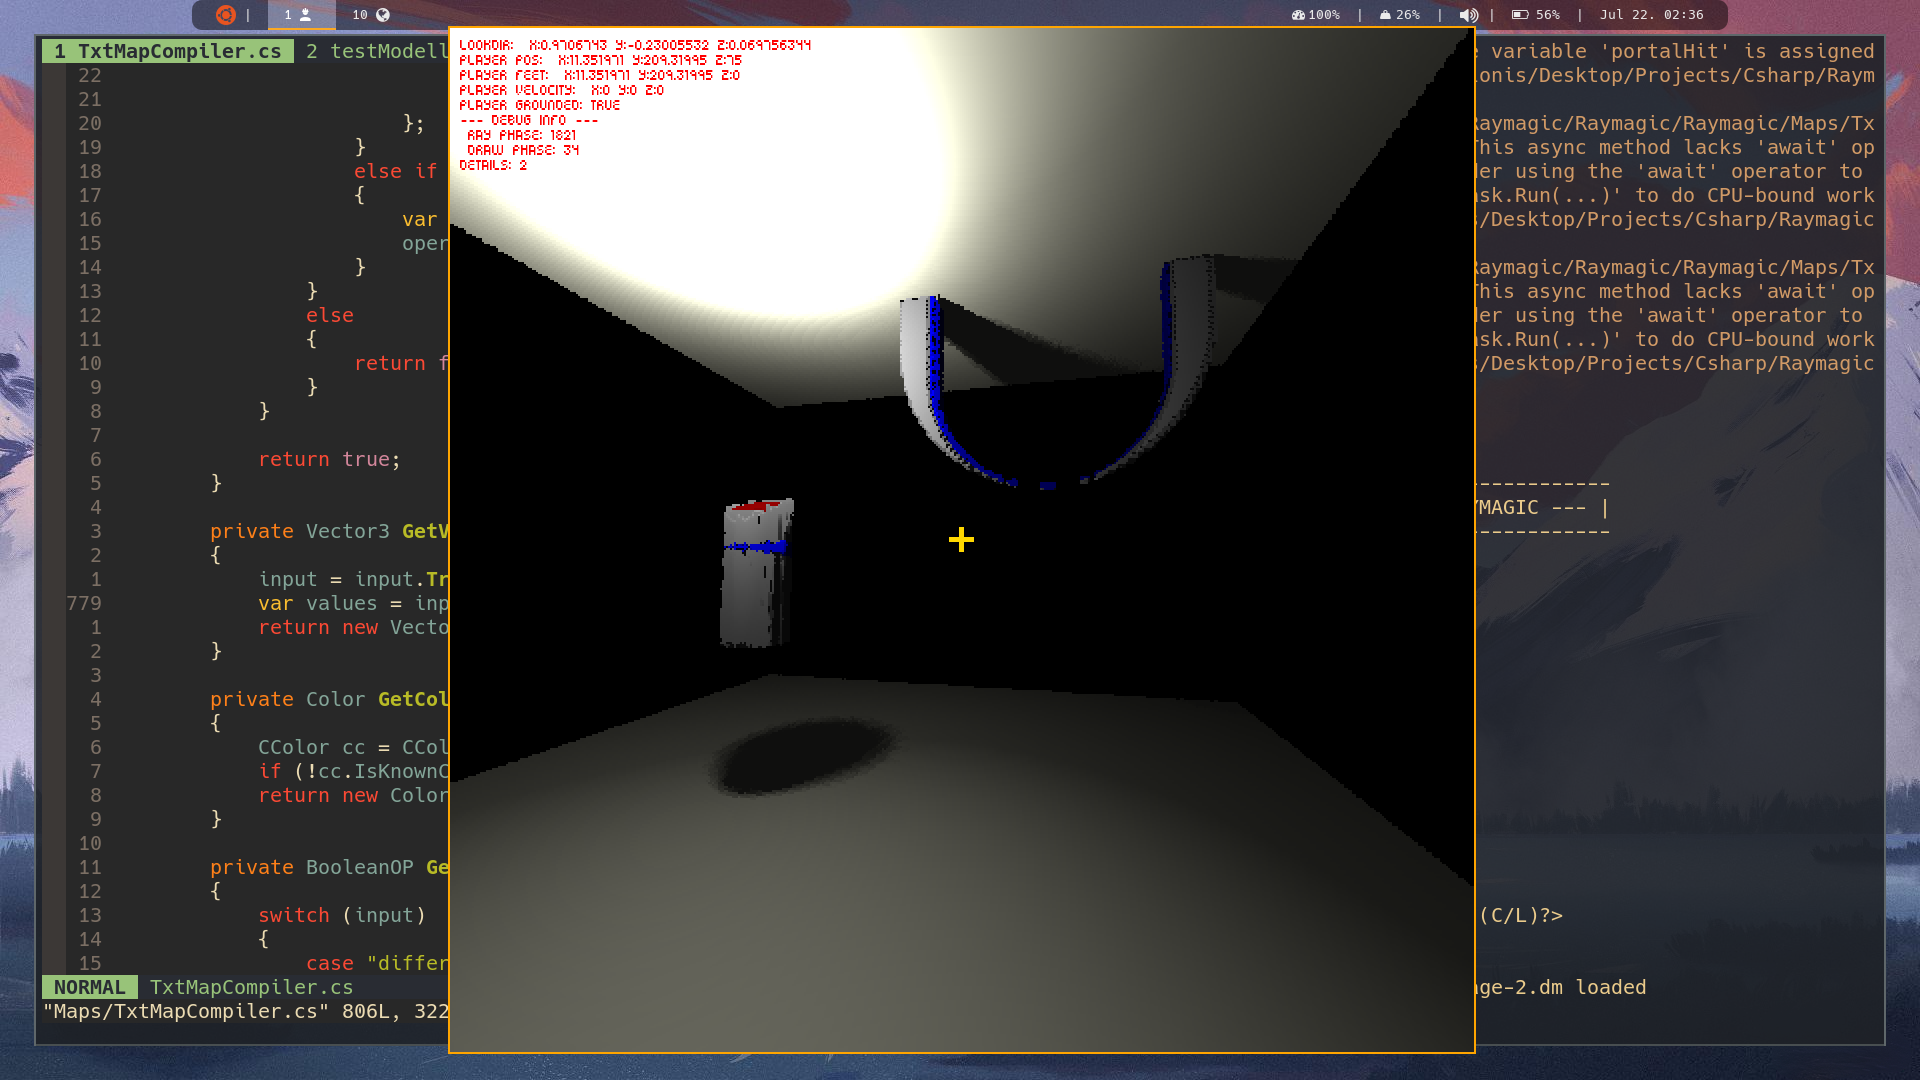 1
10
100%
|
26%
|
|
56%
|
Jul 22. 02:36
1 TxtMapCompiler.cs
2 testModell
22
21
20 };
19 }
18 else if
17 {
16 var
15 oper
14 }
13 }
12 else
11 {
10 return f
9 }
8 }
7
6 return true;
5 }
4
3 private Vector3 GetV
2 {
1 input = input.Tr
779 var values = inp
1 return new Vecto
2 }
3
4 private Color GetCol
5 {
6 CColor cc = CCol
7 if (!cc.IsKnownC
8 return new Color
9 }
10
11 private BooleanOP Ge
12 {
13 switch (input)
14 {
15 case "differ
NORMAL TxtMapCompiler.cs
"Maps/TxtMapCompiler.cs" 806L, 322
LOOKDIR: X:0.9706743 Y:-0.23005532 Z:0.069756344
PLAYER POS: X:11.351971 Y:209.31995 Z:75
PLAYER FEET: X:11.351971 Y:209.31995 Z:0
PLAYER VELOCITY: X:0 Y:0 Z:0
PLAYER GROUNDED: TRUE
--- DEBUG INFO ---
RAY PHASE: 1821
DRAW PHASE: 34
DETAILS: 2
variable 'portalHit' is assigned
onis/Desktop/Projects/Csharp/Raym
Raymagic/Raymagic/Raymagic/Maps/Tx
This async method lacks 'await' op
er using the 'await' operator to
sk.Run(...)' to do CPU-bound work
/Desktop/Projects/Csharp/Raymagic
Raymagic/Raymagic/Raymagic/Maps/Tx
This async method lacks 'await' op
er using the 'await' operator to
sk.Run(...)' to do CPU-bound work
/Desktop/Projects/Csharp/Raymagic
-----------
YMAGIC --- |
-----------
(C/L)?>
ge-2.dm loaded